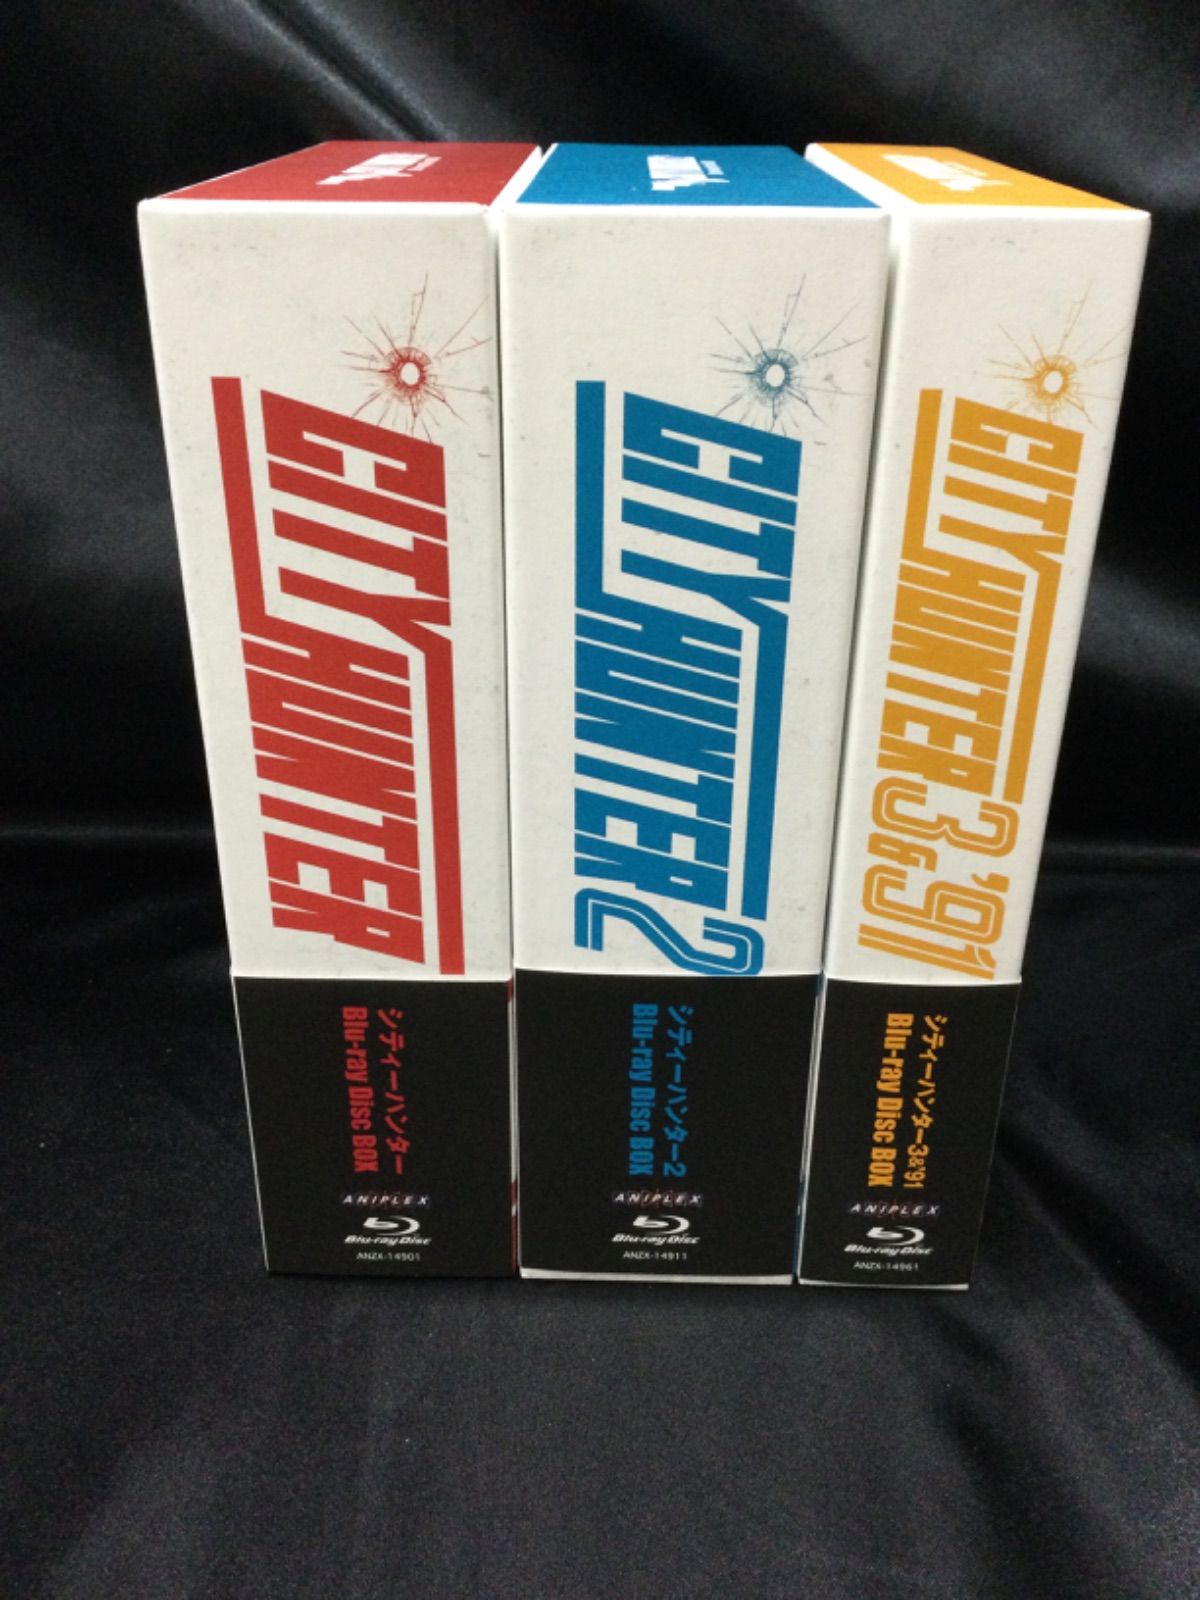 CITY HUNTER
シティーハンター
Blu-ray Disc BOX
ANIPLEX
Blu-ray Disc
ANZX-14901
CITY HUNTER 2
シティーハンター2
Blu-ray Disc BOX
ANIPLEX
Blu-ray Disc
ANZX-14911
CITY HUNTER 3&'91
シティーハンター3&'91
Blu-ray Disc BOX
ANIPLEX
Blu-ray Disc
ANZX-14961